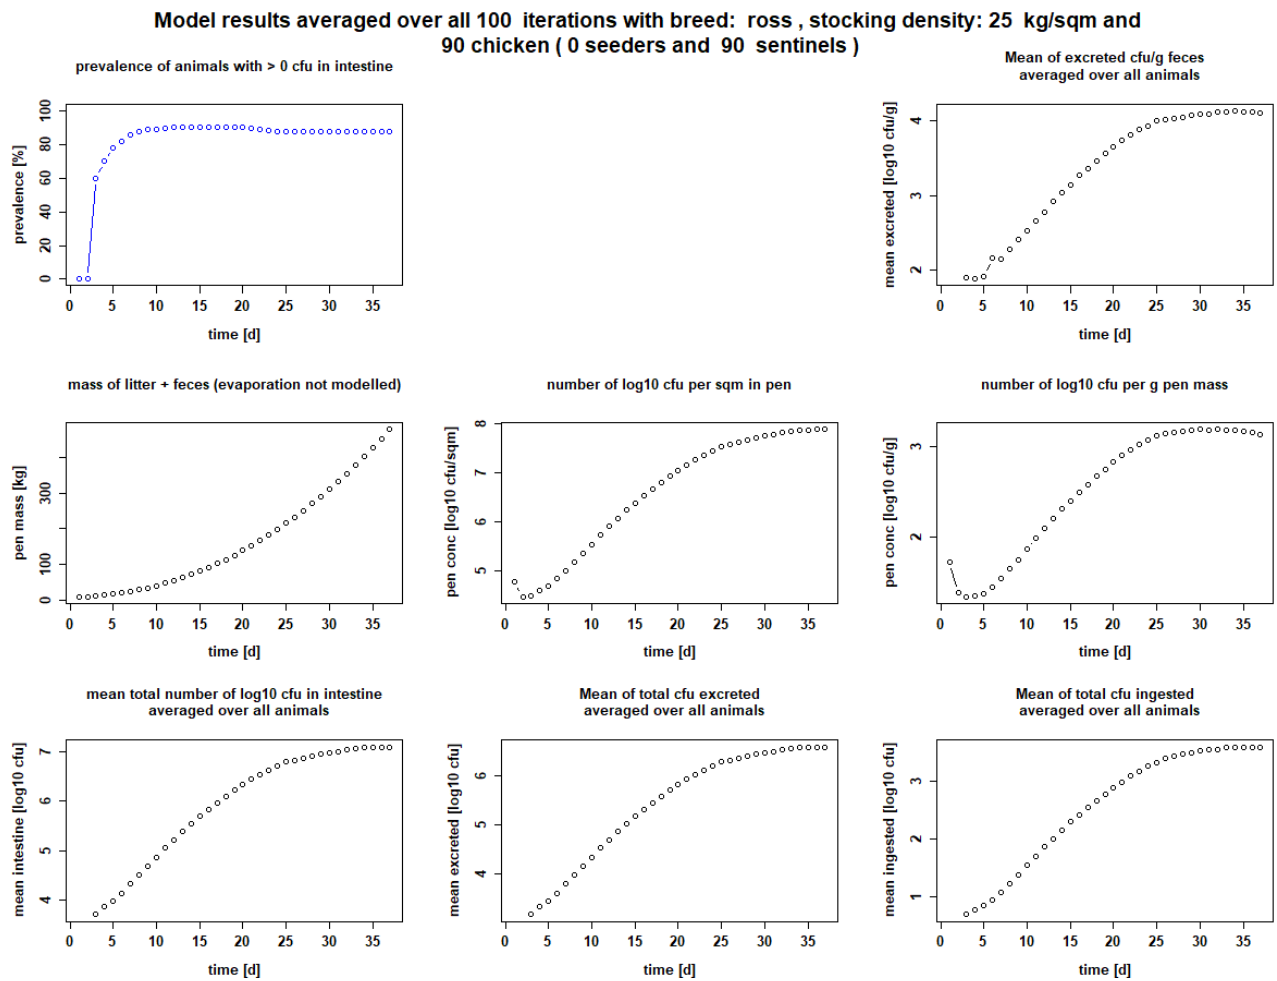 Model results averaged over all 100 iterations with breed: ross , stocking density: 25 kg/sqm and
90 chicken ( 0 seeders and 90 sentinels )
prevalence of animals with > 0 cfu in intestine
prevalence [%]
0 20 40 60 80 100
0 5 10 15 20 25 30 35
time [d]
Mean of excreted cfu/g feces
averaged over all animals
mean excreted [log10 cfu/g]
2 3 4
0 5 10 15 20 25 30 35
time [d]
mass of litter + feces (evaporation not modelled)
pen mass [kg]
0 100 300
0 5 10 15 20 25 30 35
time [d]
number of log10 cfu per sqm in pen
pen conc [log10 cfu/sqm]
5 6 7 8
0 5 10 15 20 25 30 35
time [d]
number of log10 cfu per g pen mass
pen conc [log10 cfu/g]
2 3
0 5 10 15 20 25 30 35
time [d]
mean total number of log10 cfu in intestine
averaged over all animals
mean intestine [log10 cfu]
4 5 6 7
0 5 10 15 20 25 30 35
time [d]
Mean of total cfu excreted
averaged over all animals
mean excreted [log10 cfu]
4 5 6
0 5 10 15 20 25 30 35
time [d]
Mean of total cfu ingested
averaged over all animals
mean ingested [log10 cfu]
1 2 3
0 5 10 15 20 25 30 35
time [d]